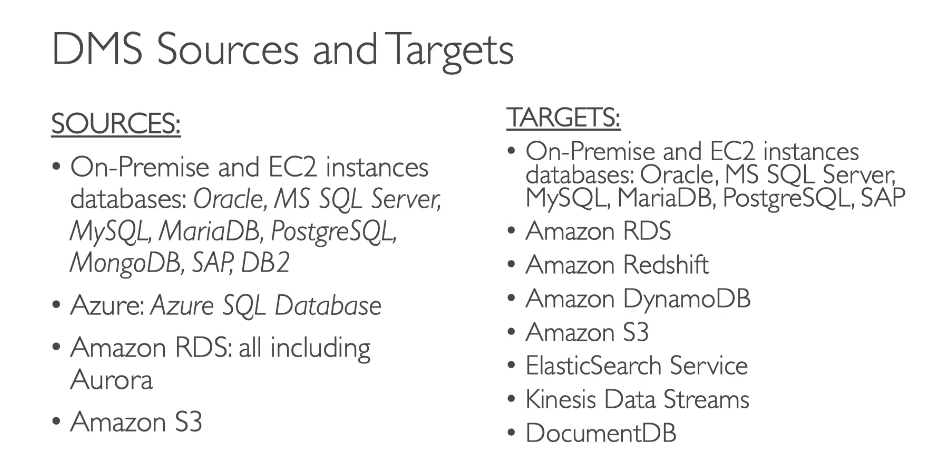 DMS Sources and Targets
SOURCES:
• On-Premise and EC2 instances
databases: Oracle, MS SQL Server,
MySQL, MariaDB, PostgreSQL,
MongoDB, SAP, DB2
• Azure: Azure SQL Database
• Amazon RDS: all including
Aurora
• Amazon S3
TARGETS:
• On-Premise and EC2 instances
databases: Oracle, MS SQL Server,
MySQL, MariaDB, PostgreSQL, SAP
• Amazon RDS
• Amazon Redshift
• Amazon DynamoDB
• Amazon S3
• ElasticSearch Service
• Kinesis Data Streams
• DocumentDB